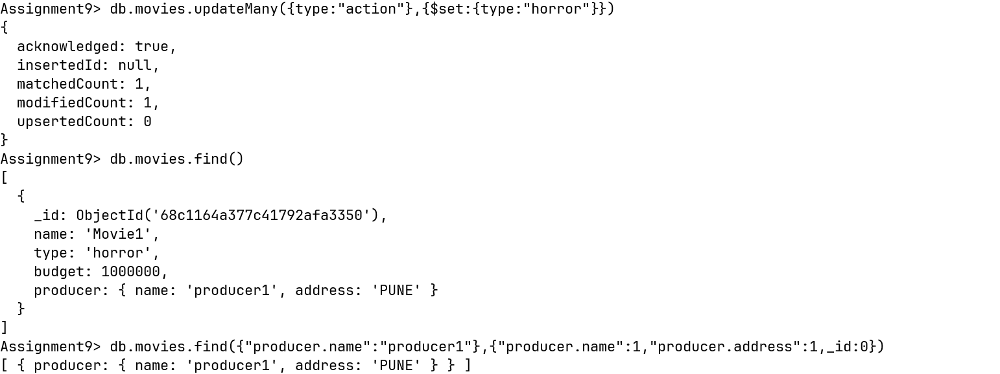 Assignment9> db.movies.updateMany({type:"action"},{$set:{type:"horror"}})
{
  acknowledged: true,
  insertedId: null,
  matchedCount: 1,
  modifiedCount: 1,
  upsertedCount: 0
}
Assignment9> db.movies.find()
[
  {
    _id: ObjectId('68c1164a377c41792afa3350'),
    name: 'Movie1',
    type: 'horror',
    budget: 1000000,
    producer: { name: 'producer1', address: 'PUNE' }
  }
]
Assignment9> db.movies.find({"producer.name":"producer1"},{"producer.name":1,"producer.address":1,_id:0})
[ { producer: { name: 'producer1', address: 'PUNE' } } ]